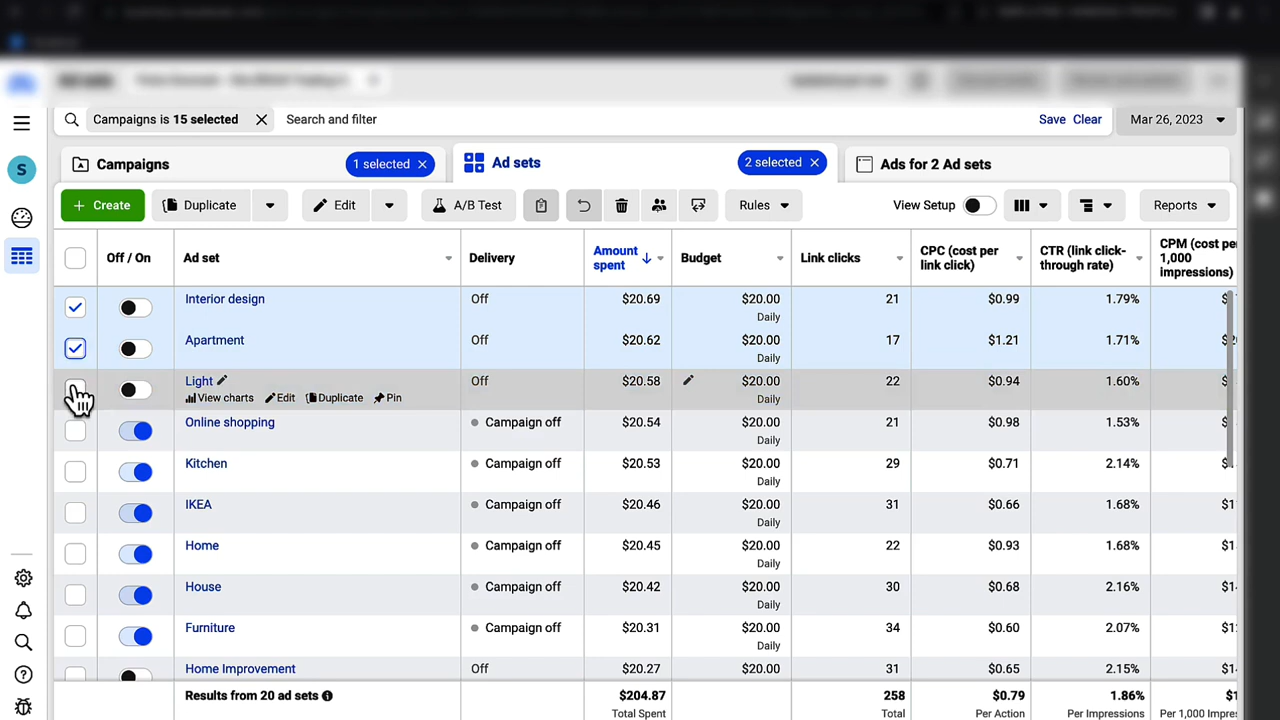 Campaigns is 15 selected
Search and filter
Save Clear
Mar 26, 2023
S
Campaigns
1 selected
Ad sets
2 selected
Ads for 2 Ad sets
+ Create
Duplicate
Edit
A/B Test
Rules
View Setup
Reports
Off / On
Ad set
Delivery
Amount spent
Budget
Link clicks
CPC (cost per link click)
CTR (link click-through rate)
CPM (cost per 1,000 impressions)
Interior design Off $20.69 $20.00 21 $0.99 1.79%
Daily
Apartment Off $20.62 $20.00 17 $1.21 1.71%
Daily
Light Off $20.58 $20.00 22 $0.94 1.60%
View charts Edit Duplicate Pin Daily
Online shopping Campaign off $20.54 $20.00 21 $0.98 1.53%
Daily
Kitchen Campaign off $20.53 $20.00 29 $0.71 2.14%
Daily
IKEA Campaign off $20.46 $20.00 31 $0.66 1.68%
Daily
Home Campaign off $20.45 $20.00 22 $0.93 1.68%
Daily
House Campaign off $20.42 $20.00 30 $0.68 2.16%
Daily
Furniture Campaign off $20.31 $20.00 34 $0.60 2.07%
Daily
Home Improvement Off $20.27 $20.00 31 $0.65 2.15%
Results from 20 ad sets $204.87 258 $0.79 1.86%
Total Spent Total Per Action Per Impressions Per 1,000 Impres